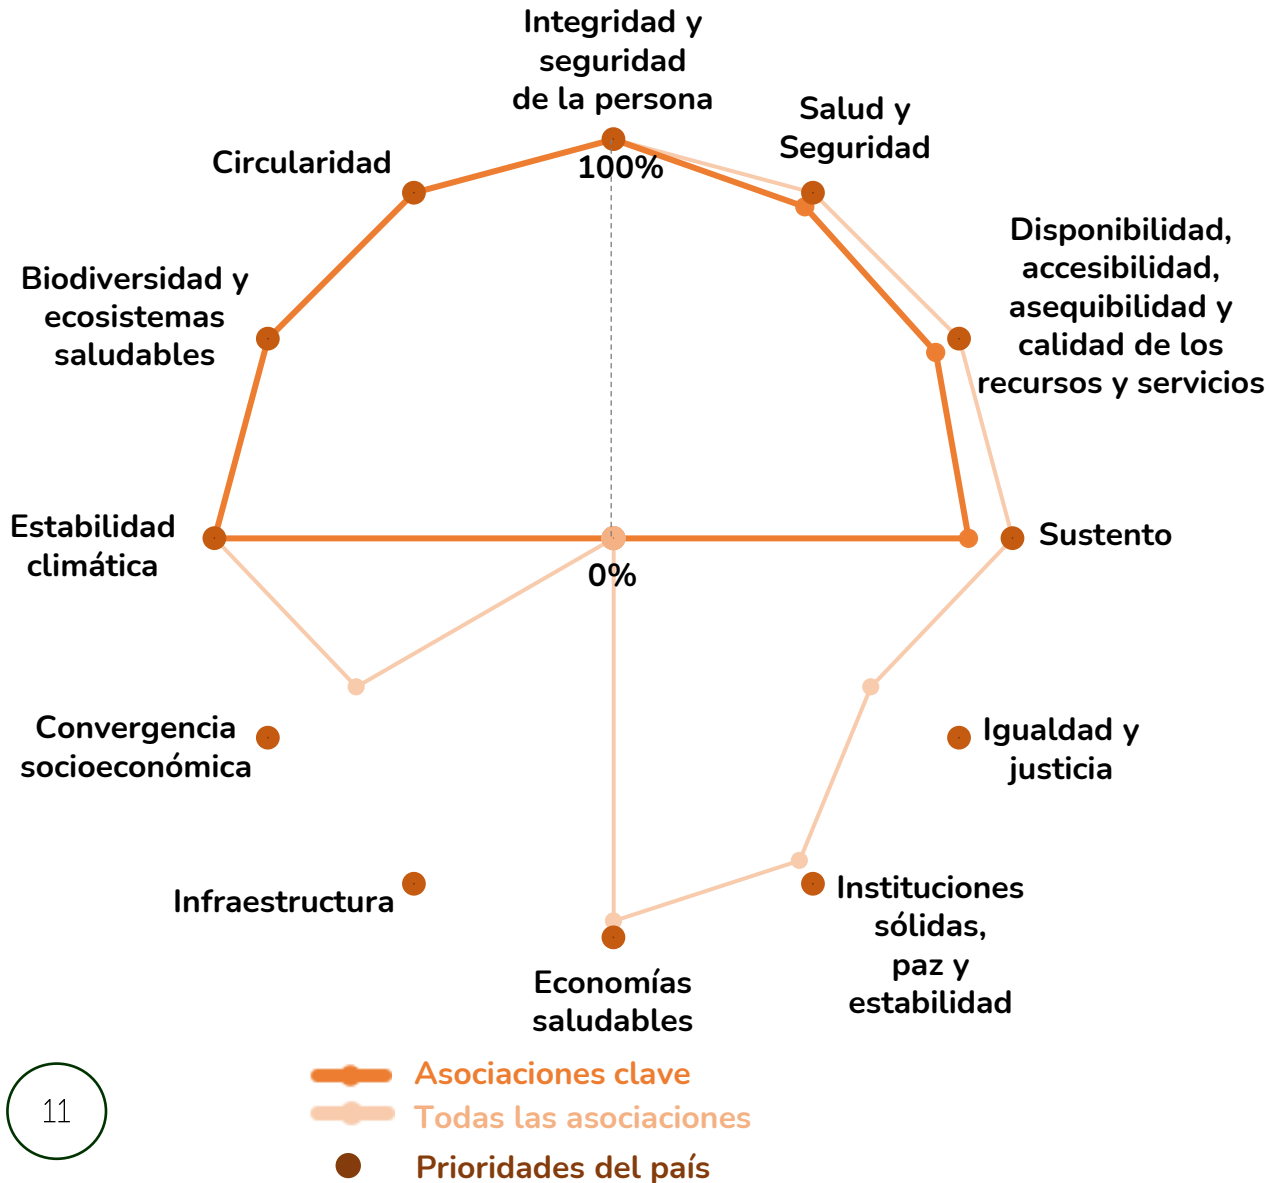 Integridad y
seguridad
de la persona
100%
Salud y
Seguridad
Circularidad
Disponibilidad,
accesibilidad,
asequibilidad y
calidad de los
recursos y servicios
Biodiversidad y
ecosistemas
saludables
Estabilidad
climática
0%
Sustento
Convergencia
socioeconómica
Igualdad y
justicia
Infraestructura
Instituciones
sólidas,
paz y
estabilidad
Economías
saludables
Asociaciones clave
Todas las asociaciones
Prioridades del país
11